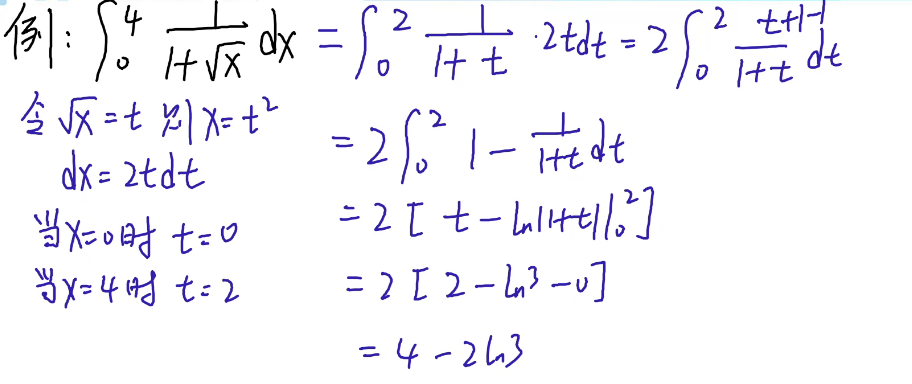 例: ∫₀⁴ 1/(1+√x) dx = ∫₀² 1/(1+t) ·2tdt = 2∫₀² (t+1-1)/(1+t) dt
令 √x = t 则 x = t²
dx = 2tdt
当x=0时 t=0
当x=4时 t=2
= 2∫₀² 1 - 1/(1+t) dt
= 2 [ t - ln|1+t| |₀² ]
= 2 [ 2 - ln3 - 0 ]
= 4 - 2ln3